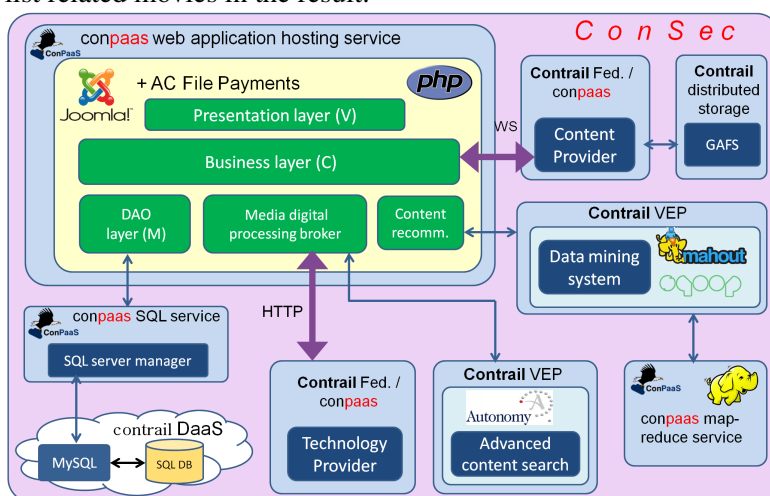 list related movies in the result.
C o n S e c
ConPaaS
conpaas web application hosting service
Joomla!™
+ AC File Payments
php
Presentation layer (V)
Business layer (C)
DAO
layer (M)
Media digital
processing broker
Content
recomm.
WS
Contrail Fed. /
conpaas
Content
Provider
Contrail
distributed
storage
GAFS
Contrail VEP
Data mining
system
mahout
sqoop
HTTP
ConPaaS
conpaas SQL service
SQL server manager
contrail DaaS
MySQL
SQL DB
Contrail Fed. /
conpaas
Technology
Provider
Contrail VEP
Autonomy
A
Advanced
content search
ConPaaS
conpaas map-
reduce service